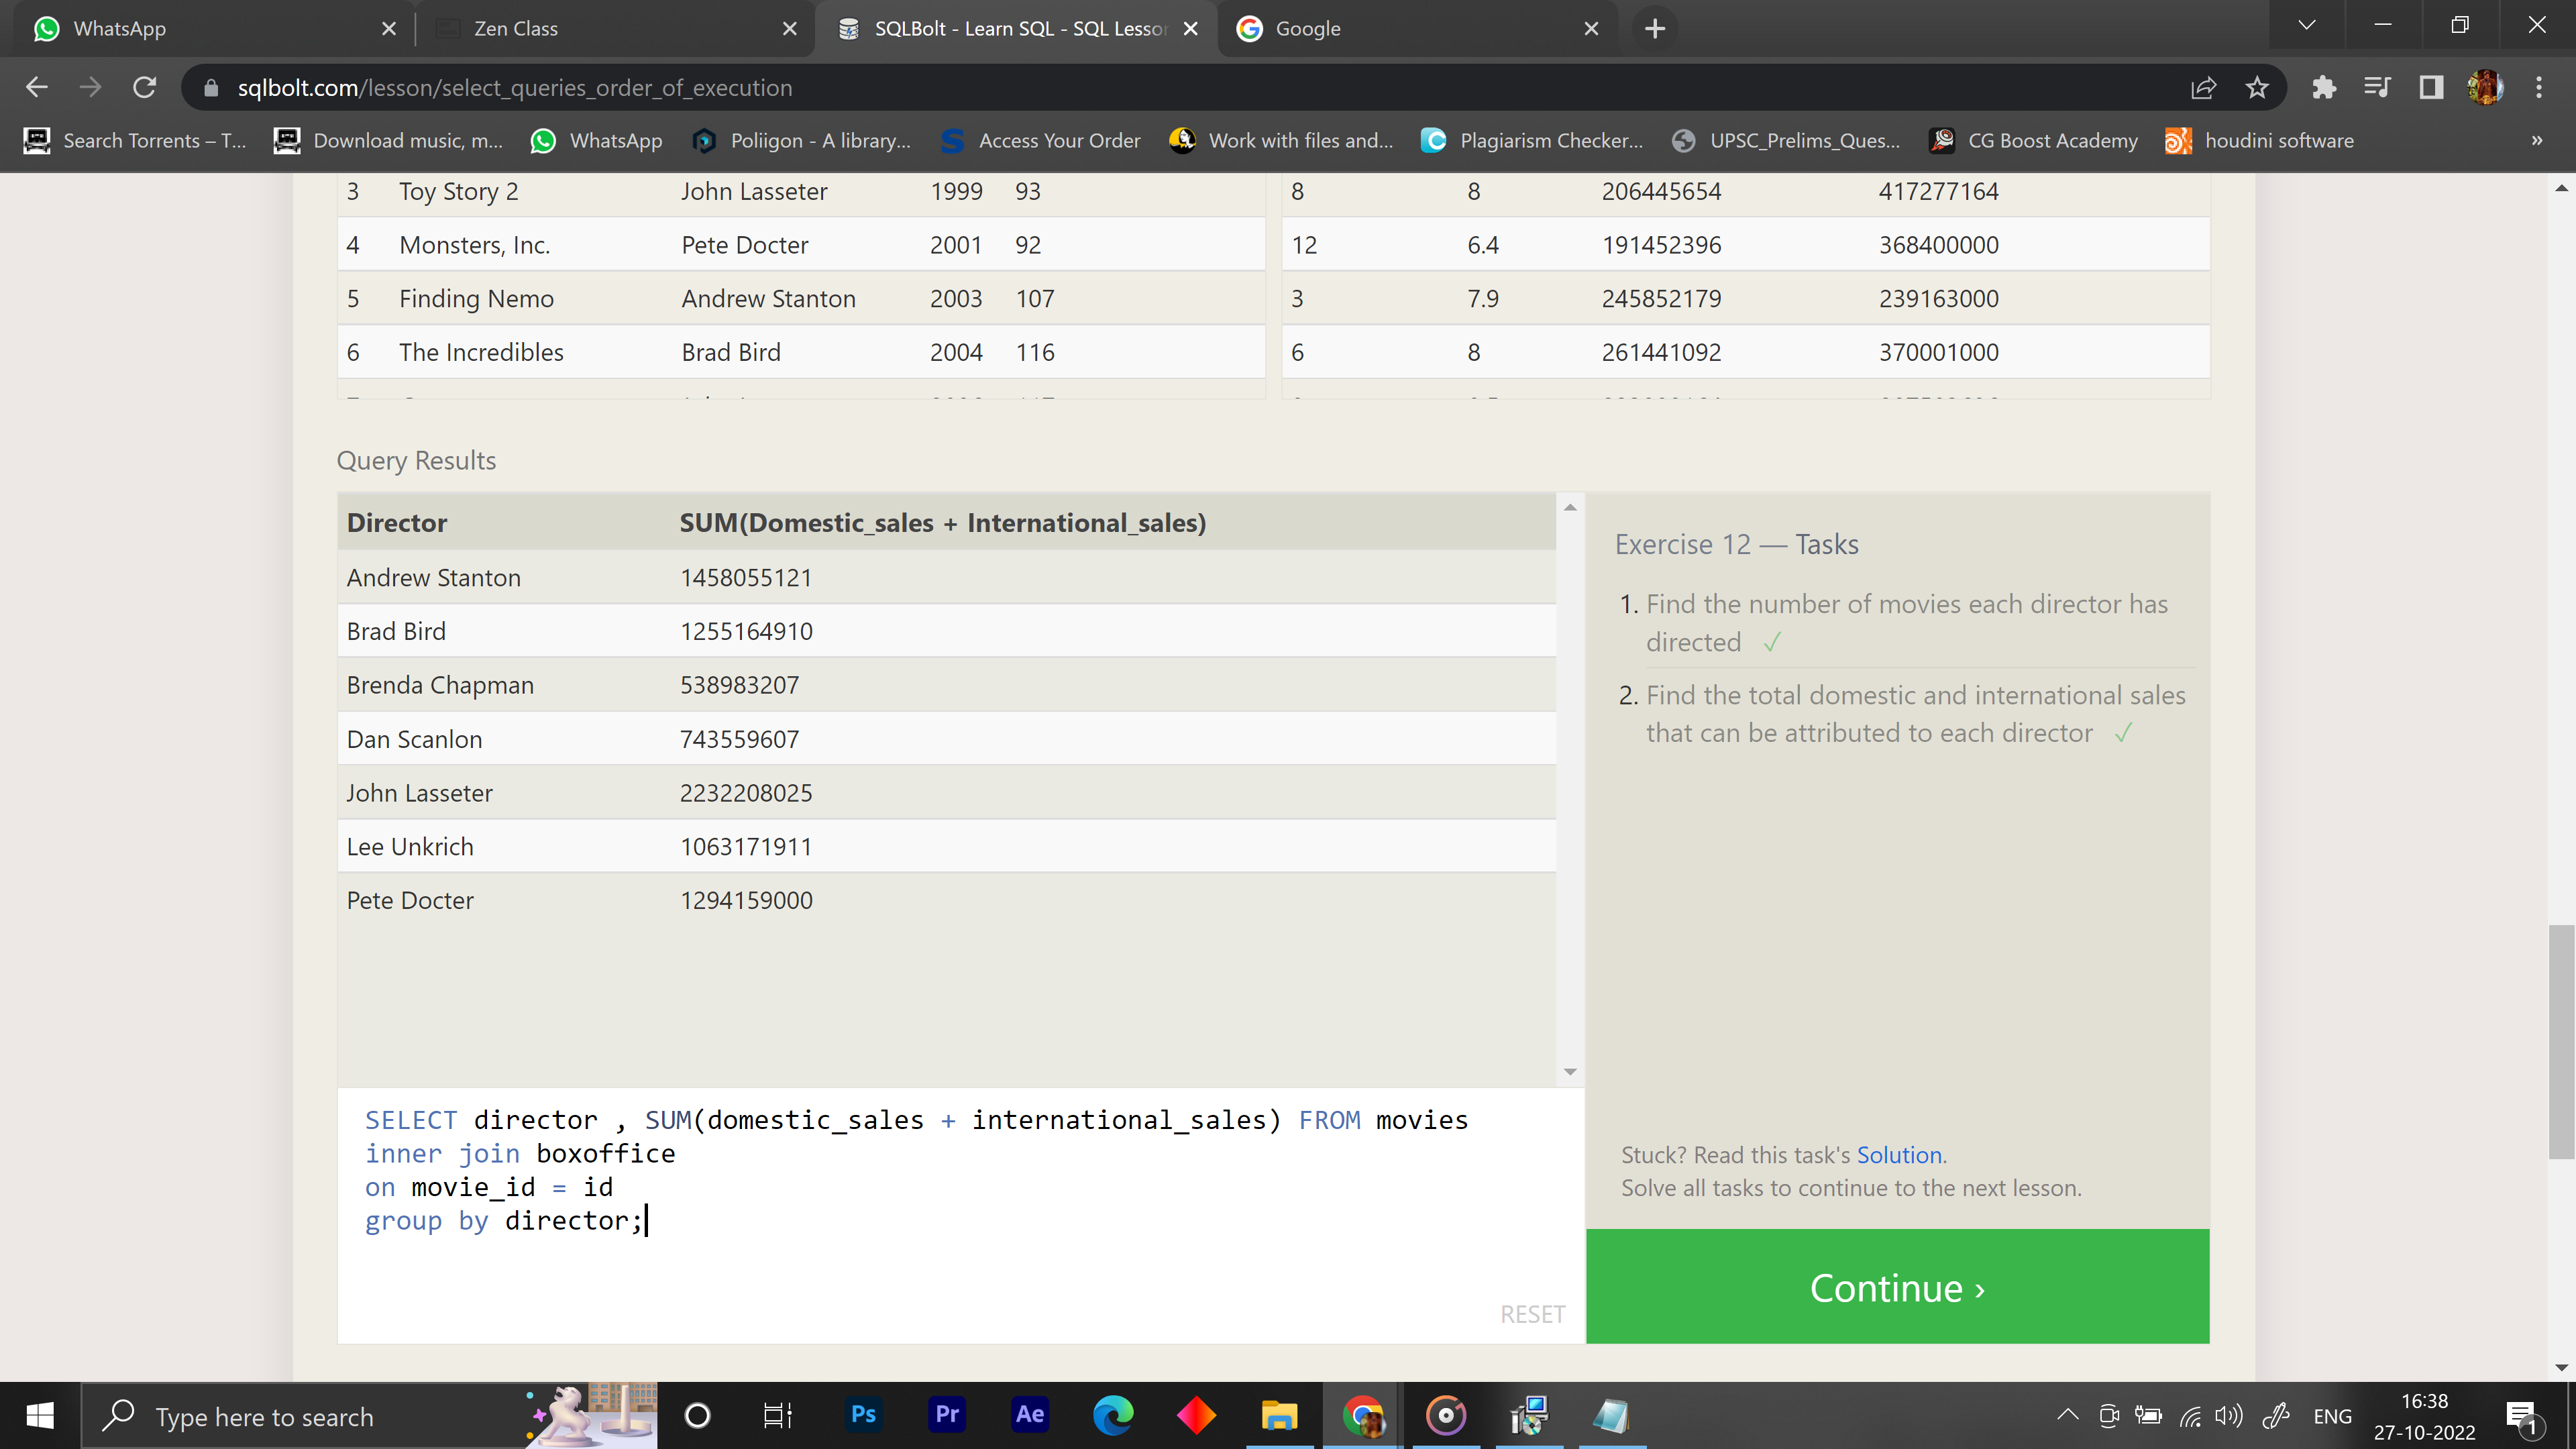 WhatsApp
Zen Class
SQLBolt - Learn SQL - SQL Lesso
Google
sqlbolt.com/lesson/select_queries_order_of_execution
Search Torrents – T...
Download music, m...
WhatsApp
Poliigon - A library...
Access Your Order
Work with files and...
Plagiarism Checker...
UPSC_Prelims_Ques...
CG Boost Academy
houdini software
»
3 Toy Story 2 John Lasseter 1999 93 8 8 206445654 417277164
4 Monsters, Inc. Pete Docter 2001 92 12 6.4 191452396 368400000
5 Finding Nemo Andrew Stanton 2003 107 3 7.9 245852179 239163000
6 The Incredibles Brad Bird 2004 116 6 8 261441092 370001000
Query Results
Director SUM(Domestic_sales + International_sales)
Andrew Stanton 1458055121
Brad Bird 1255164910
Brenda Chapman 538983207
Dan Scanlon 743559607
John Lasseter 2232208025
Lee Unkrich 1063171911
Pete Docter 1294159000
Exercise 12 — Tasks
1. Find the number of movies each director has
directed ✓
2. Find the total domestic and international sales
that can be attributed to each director ✓
SELECT director , SUM(domestic_sales + international_sales) FROM movies
inner join boxoffice
on movie_id = id
group by director;
RESET
Stuck? Read this task's Solution.
Solve all tasks to continue to the next lesson.
Continue ›
Type here to search
Ps
Pr
Ae
ENG
16:38
27-10-2022
1